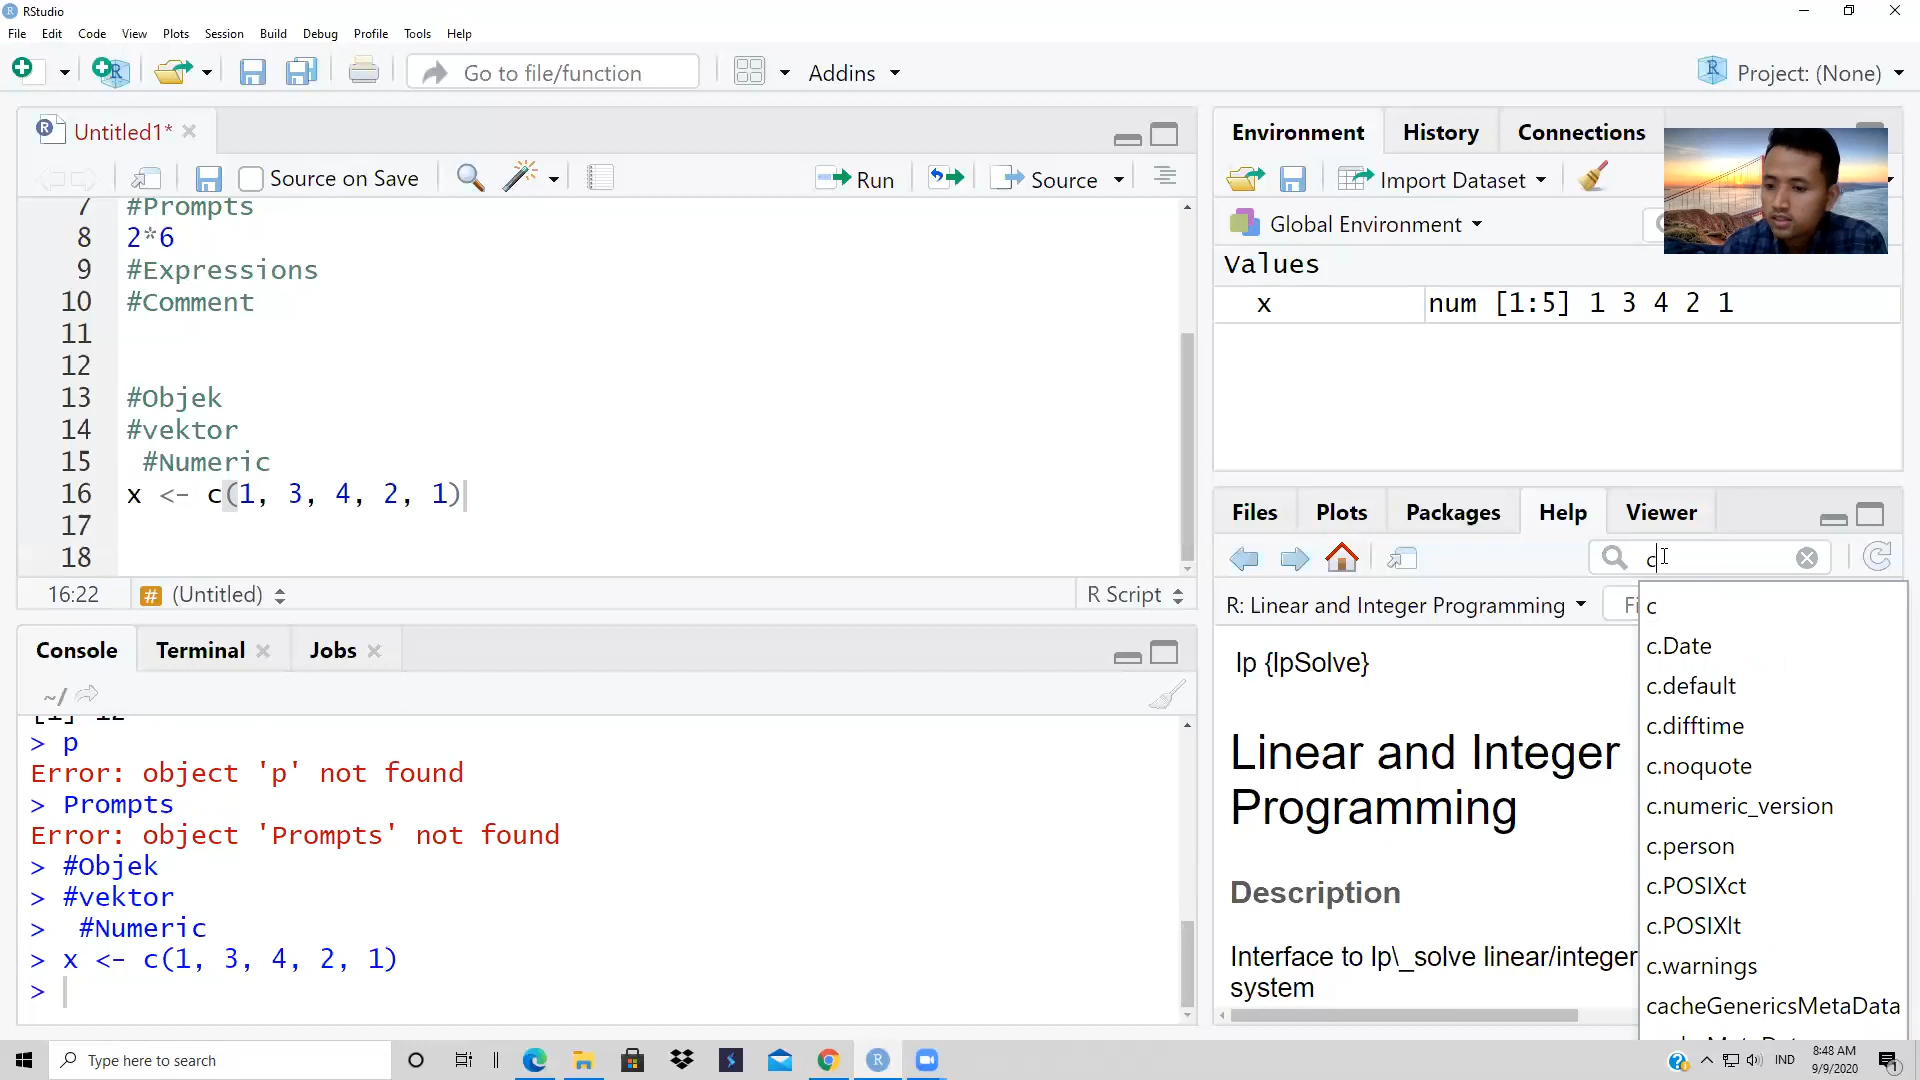 RStudio
File Edit Code View Plots Session Build Debug Profile Tools Help
Go to file/function
Addins
Project: (None)
Untitled1*
Source on Save
Run
Source
7 #Prompts
8 2*6
9 #Expressions
10 #Comment
11
12
13 #Objek
14 #vektor
15 #Numeric
16 x <- c(1, 3, 4, 2, 1)
17
18
16:22
# (Untitled)
R Script
Console Terminal Jobs
~/
> p
Error: object 'p' not found
> Prompts
Error: object 'Prompts' not found
> #Objek
> #vektor
> #Numeric
> x <- c(1, 3, 4, 2, 1)
>
Environment History Connections
Import Dataset
Global Environment
Values
x num [1:5] 1 3 4 2 1
Files Plots Packages Help Viewer
c
R: Linear and Integer Programming
lp {lpSolve}
Linear and Integer
Programming
Description
Interface to lp\_solve linear/integer
system
c
c.Date
c.default
c.difftime
c.noquote
c.numeric_version
c.person
c.POSIXct
c.POSIXlt
c.warnings
cacheGenericsMetaData
Type here to search
IND
8:48 AM
9/9/2020